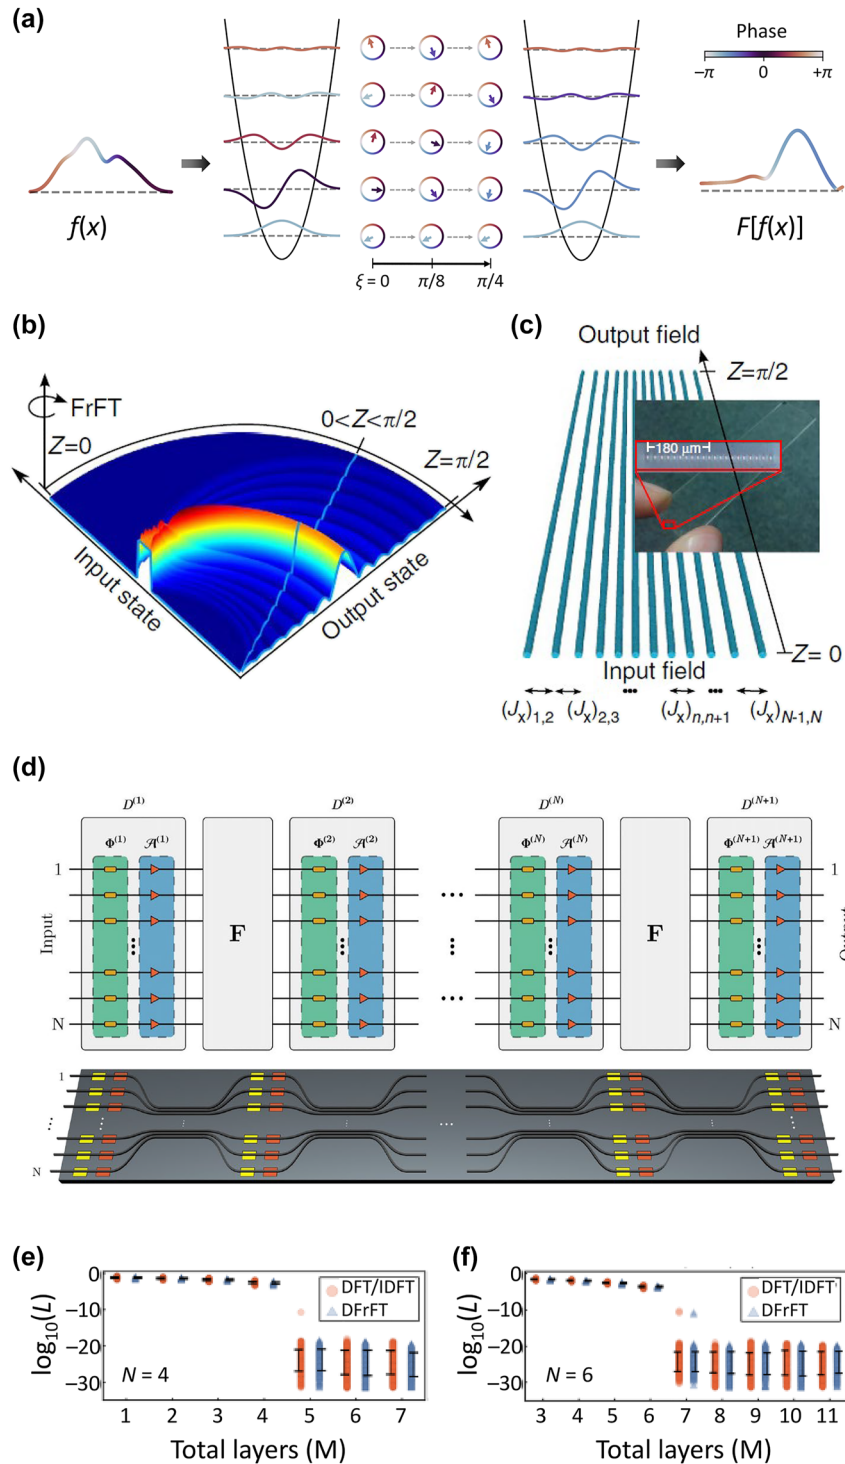 (a)
Phase
−π 0 +π
f(x)
F[f(x)]
ξ = 0 π/8 π/4
(b)
FrFT
Z=0
0<Z<π/2
Z=π/2
Input state
Output state
(c)
Output field
Z=π/2
180 μm
Z= 0
Input field
(Jx)1,2 (Jx)2,3 (Jx)n,n+1 (Jx)N-1,N
(d)
D(1) D(2) D(N) D(N+1)
Φ(1) 𝒜(1) Φ(2) 𝒜(2) Φ(N) 𝒜(N) Φ(N+1) 𝒜(N+1)
1 1
Input
F F
Output
N N
1
N
(e)
log10(L)
0
−10
−20
−30
DFT/IDFT
DFrFT
N = 4
1 2 3 4 5 6 7
Total layers (M)
(f)
log10(L)
0
−10
−20
−30
DFT/IDFT
DFrFT
N = 6
3 4 5 6 7 8 9 10 11
Total layers (M)